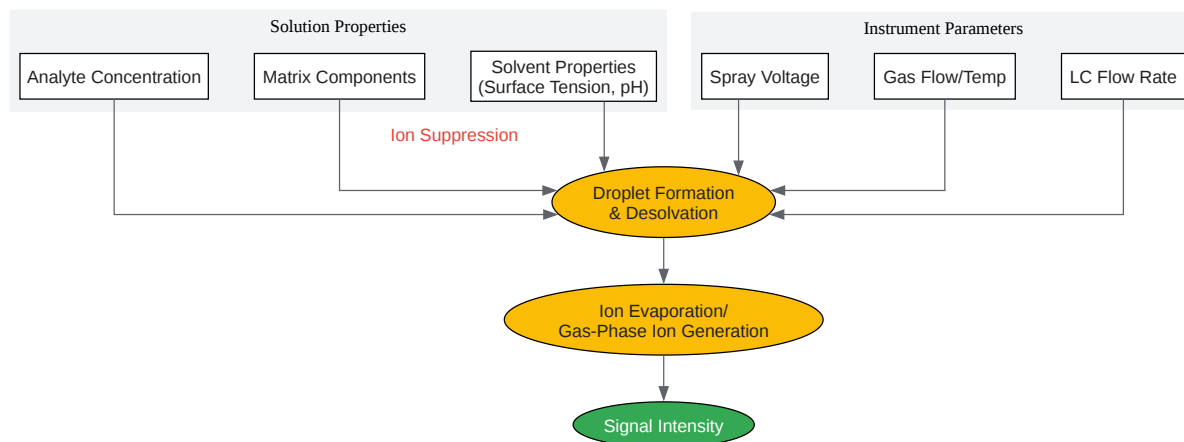 Solution Properties
Instrument Parameters
Analyte Concentration
Matrix Components
Solvent Properties
(Surface Tension, pH)
Spray Voltage
Gas Flow/Temp
LC Flow Rate
Ion Suppression
Droplet Formation
& Desolvation
Ion Evaporation/
Gas-Phase Ion Generation
Signal Intensity